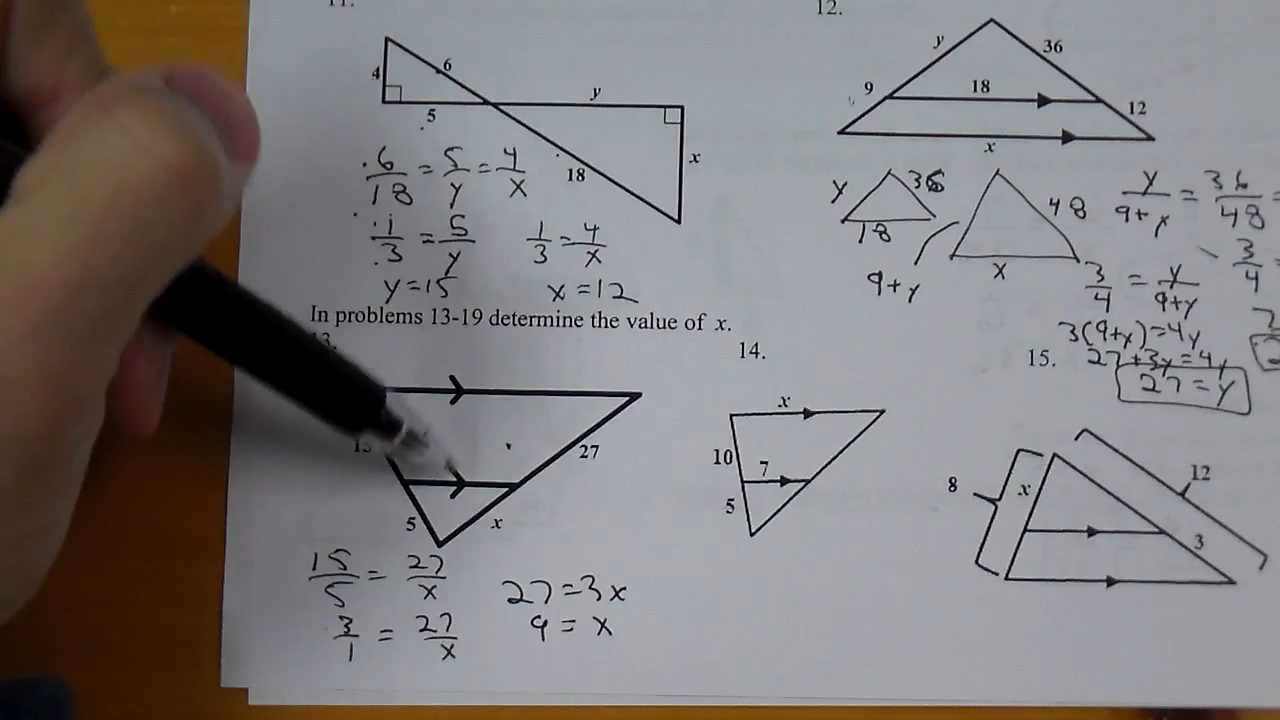 11.
4
6
5
y
18
x
6/18 = 5/y = 4/x
1/3 = 5/y
1/3 = 4/x
y = 15
x = 12
12.
y
36
9
18
12
x
y
36
18
48
x
9+y
y/9+y = 36/48 =
3/4 =
3/4 = y/9+y
3(9+y)=4y
27+3y=4y
27 = y
In problems 13-19 determine the value of x.
13.
15
27
5
x
15/5 = 27/x
27 = 3x
3/1 = 27/x
9 = x
14.
x
10
7
5
15.
8
x
12
3